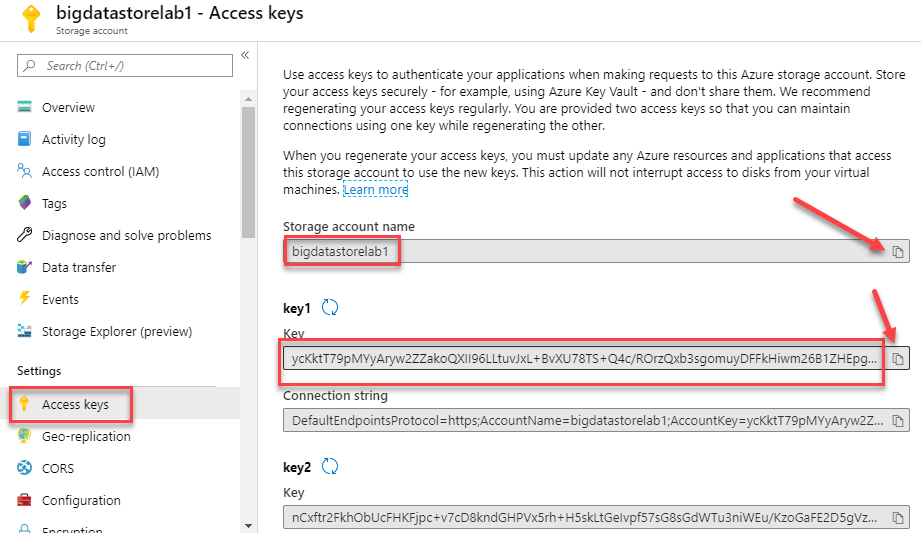 bigdatastorelab1 - Access keys
Storage account
Search (Ctrl+/)
Overview
Activity log
Access control (IAM)
Tags
Diagnose and solve problems
Data transfer
Events
Storage Explorer (preview)
Settings
Access keys
Geo-replication
CORS
Configuration
Encryption
Use access keys to authenticate your applications when making requests to this Azure storage account. Store
your access keys securely - for example, using Azure Key Vault - and don't share them. We recommend
regenerating your access keys regularly. You are provided two access keys so that you can maintain
connections using one key while regenerating the other.
When you regenerate your access keys, you must update any Azure resources and applications that access
this storage account to use the new keys. This action will not interrupt access to disks from your virtual
machines. Learn more
Storage account name
bigdatastorelab1
key1
Key
ycKktT79pMYyAryw2ZZakoQXII96LLtuvJxL+BvXU78TS+Q4c/ROrzQxb3sgomuyDFFkHiwm26B1ZHEpg...
Connection string
DefaultEndpointsProtocol=https;AccountName=bigdatastorelab1;AccountKey=ycKktT79pMYyAryw2Z...
key2
Key
nCxftr2FkhObUcFHKFjpc+v7cD8kndGHPVx5rh+H5skLtGeIvpf57sG8sGdWTu3niWEu/KzoGaFE2D5gVz...